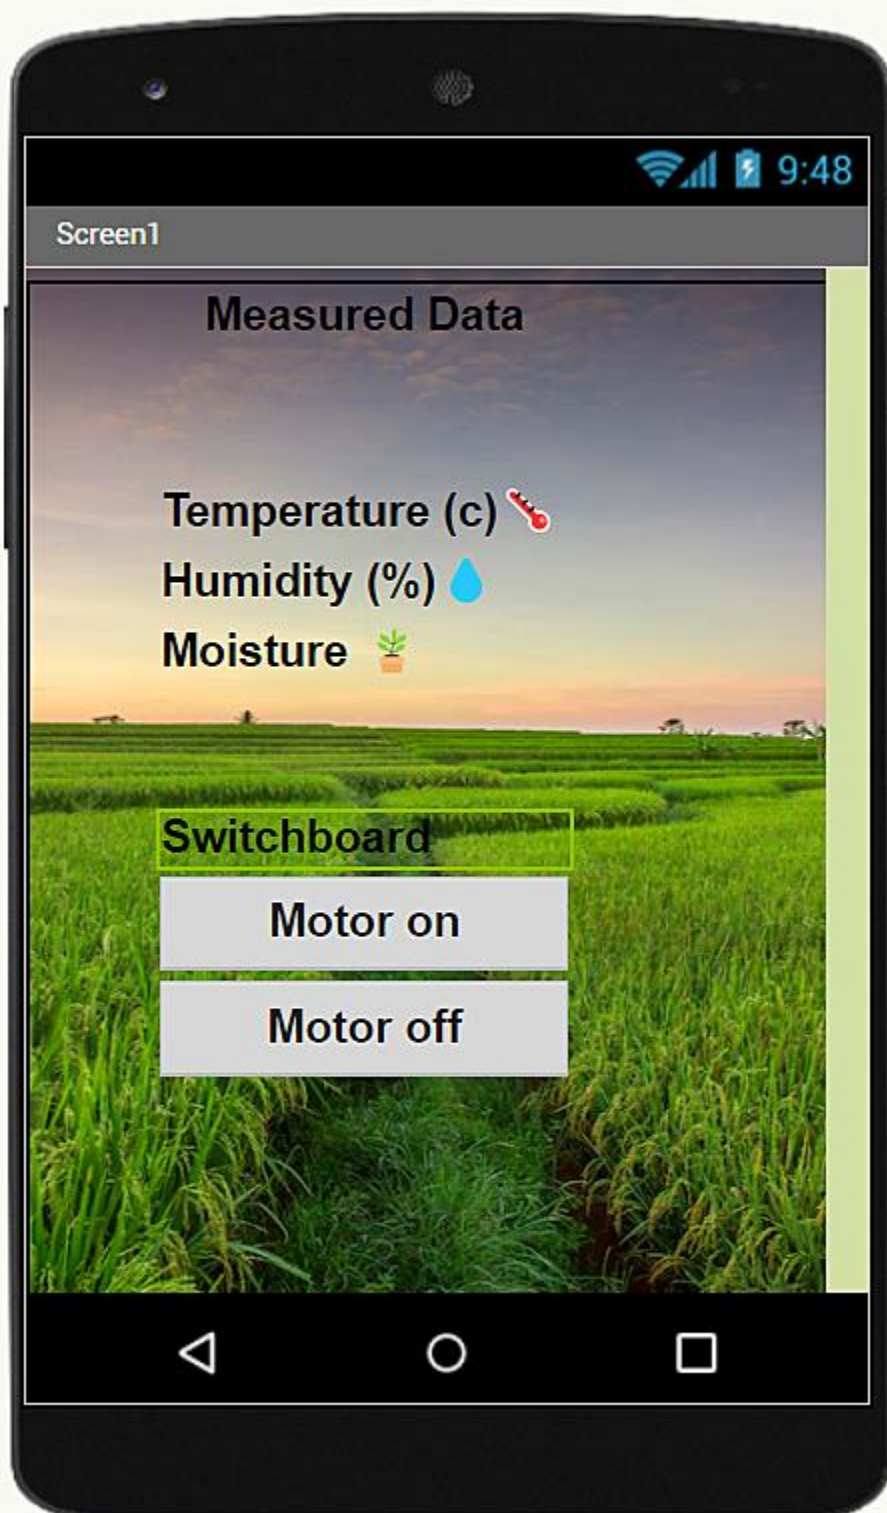 9:48
Screen1
Measured Data
Temperature (c)
Humidity (%)
Moisture
Switchboard
Motor on
Motor off